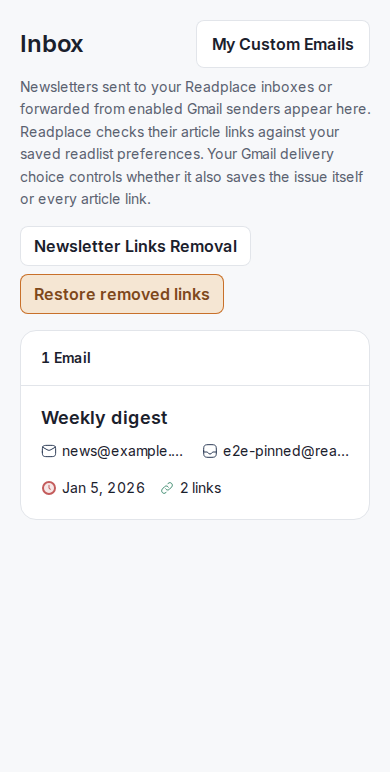 Inbox
My Custom Emails
Newsletters sent to your Readplace inboxes or
forwarded from enabled Gmail senders appear here.
Readplace checks their article links against your
saved readlist preferences. Your Gmail delivery
choice controls whether it also saves the issue itself
or every article link.
Newsletter Links Removal
Restore removed links
1 Email
Weekly digest
news@example.... e2e-pinned@rea...
Jan 5, 2026 2 links